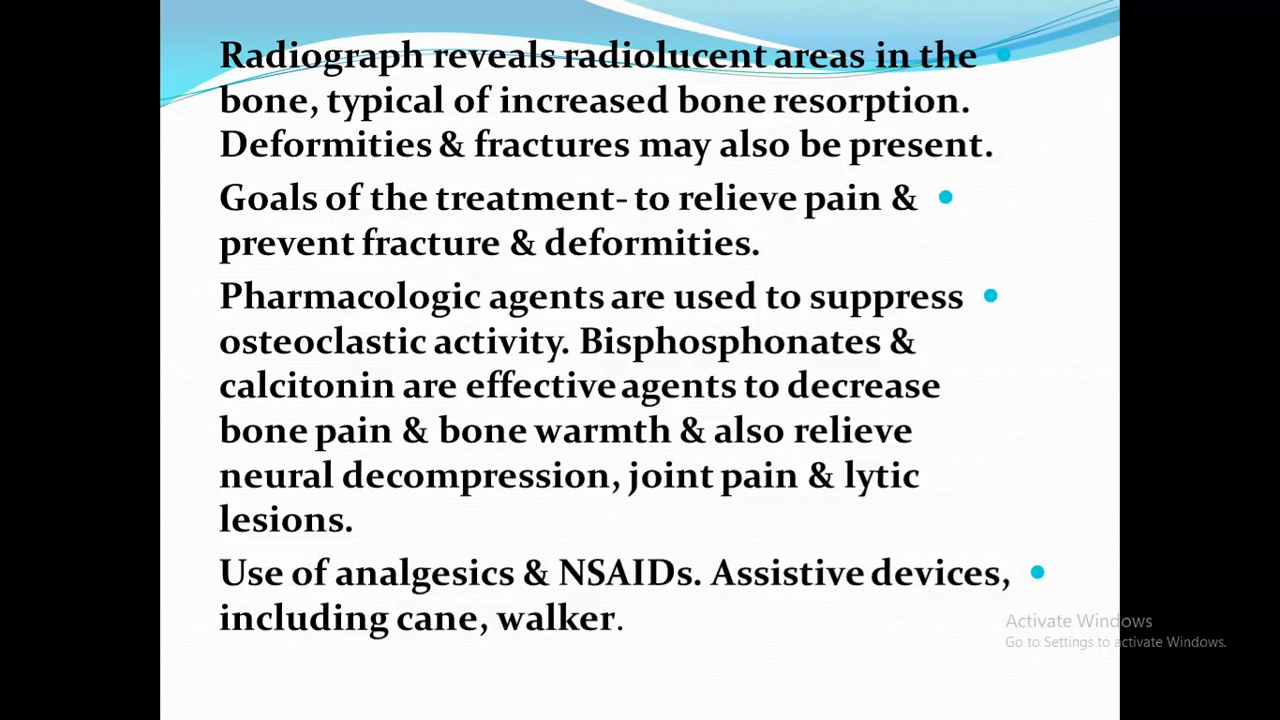 Radiograph reveals radiolucent areas in the
bone, typical of increased bone resorption.
Deformities & fractures may also be present.
Goals of the treatment- to relieve pain &
prevent fracture & deformities.
Pharmacologic agents are used to suppress
osteoclastic activity. Bisphosphonates &
calcitonin are effective agents to decrease
bone pain & bone warmth & also relieve
neural decompression, joint pain & lytic
lesions.
Use of analgesics & NSAIDs. Assistive devices,
including cane, walker.
Activate Windows
Go to Settings to activate Windows.